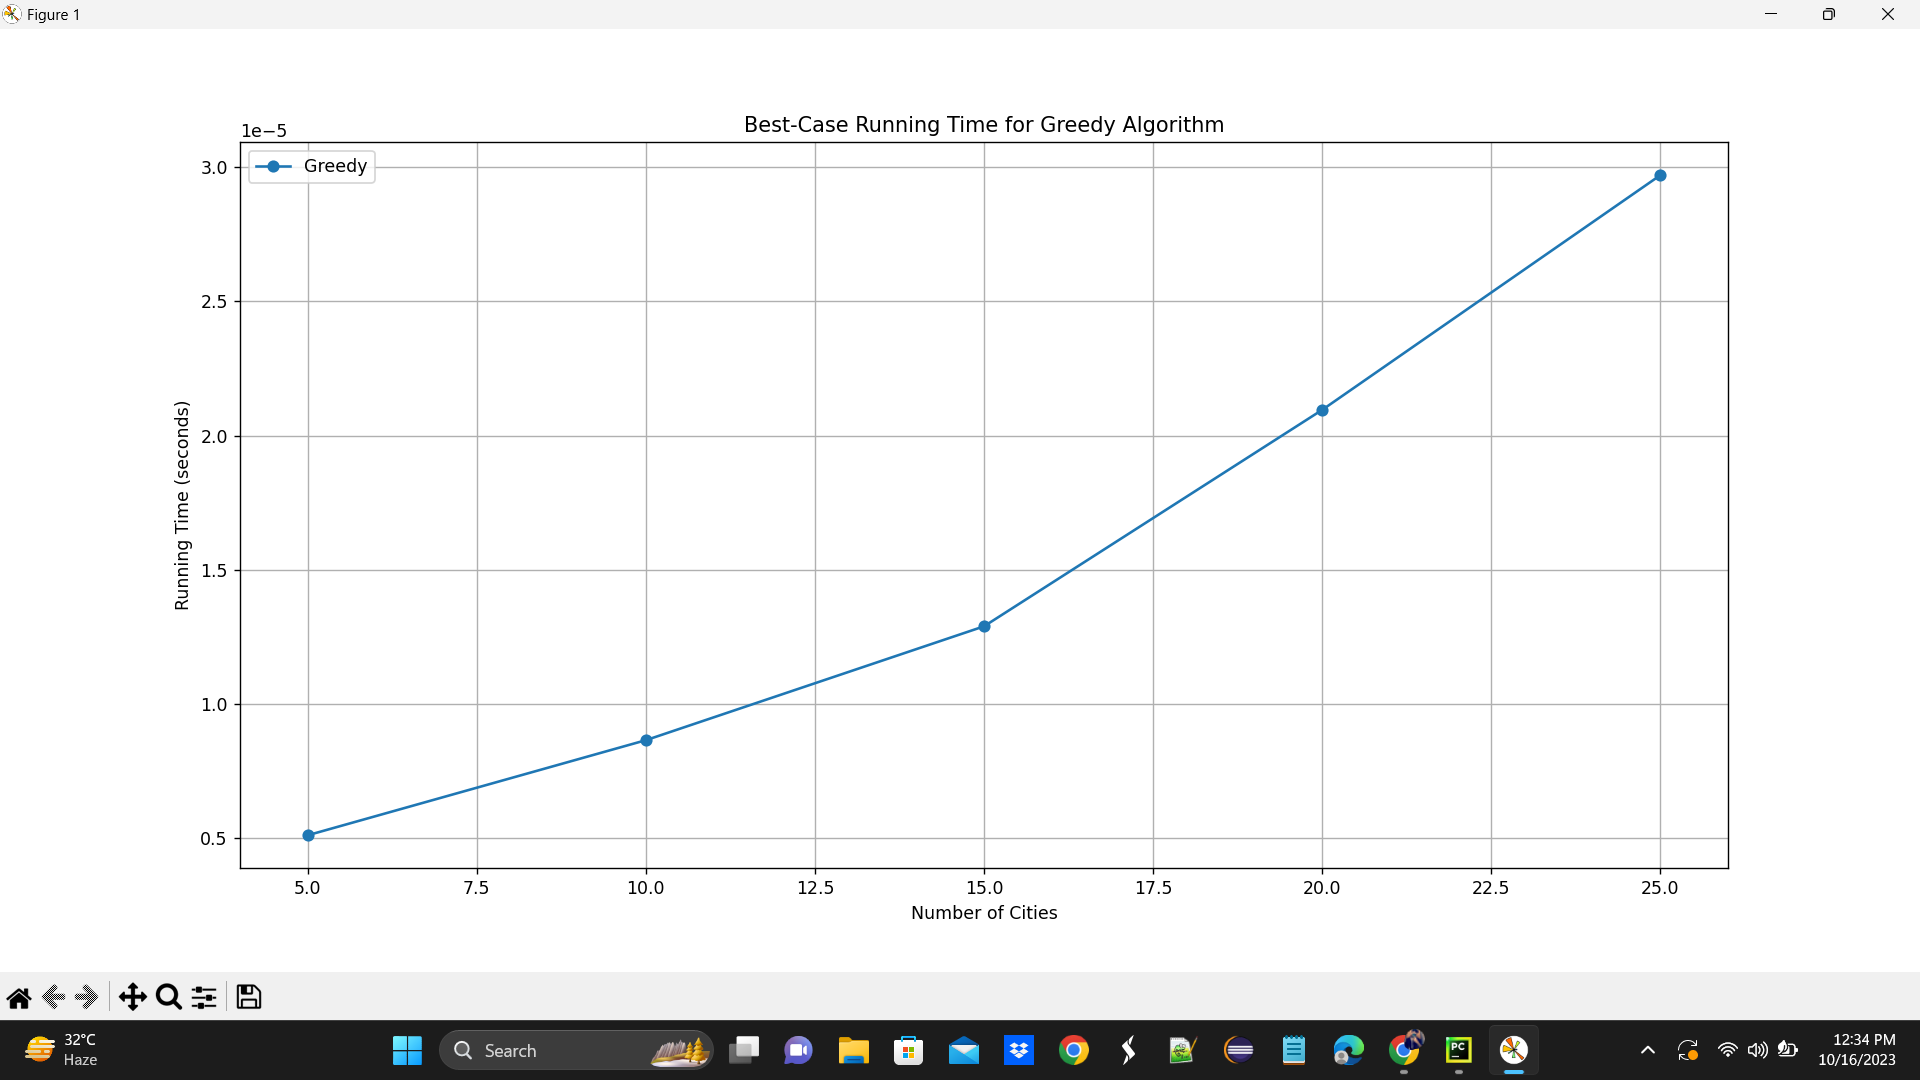 Figure 1
Best-Case Running Time for Greedy Algorithm
1e−5
Greedy
3.0
2.5
2.0
1.5
1.0
0.5
Running Time (seconds)
5.0 7.5 10.0 12.5 15.0 17.5 20.0 22.5 25.0
Number of Cities
32°C
Haze
Search
PC
12:34 PM
10/16/2023